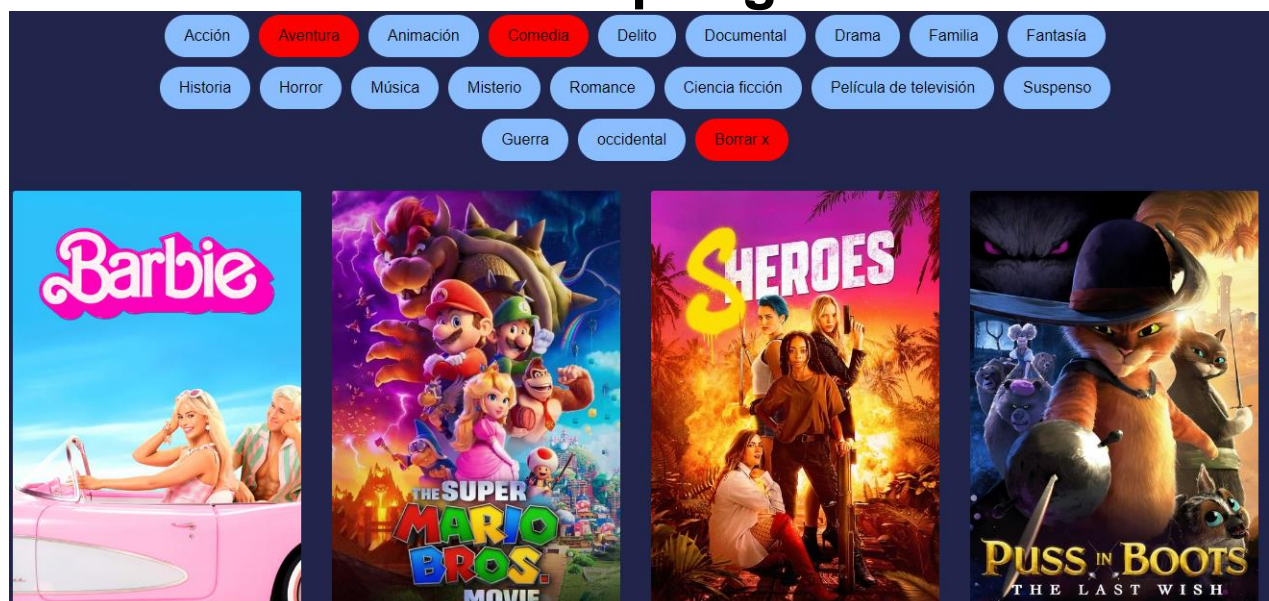 Acción Aventura Animación Comedia Delito Documental Drama Familia Fantasía
Historia Horror Música Misterio Romance Ciencia ficción Película de televisión Suspenso
Guerra occidental Borrar x
Barbie
THE SUPER
MARIO
BROS.
MOVIE
SHEROES
PUSS IN BOOTS
THE LAST WISH